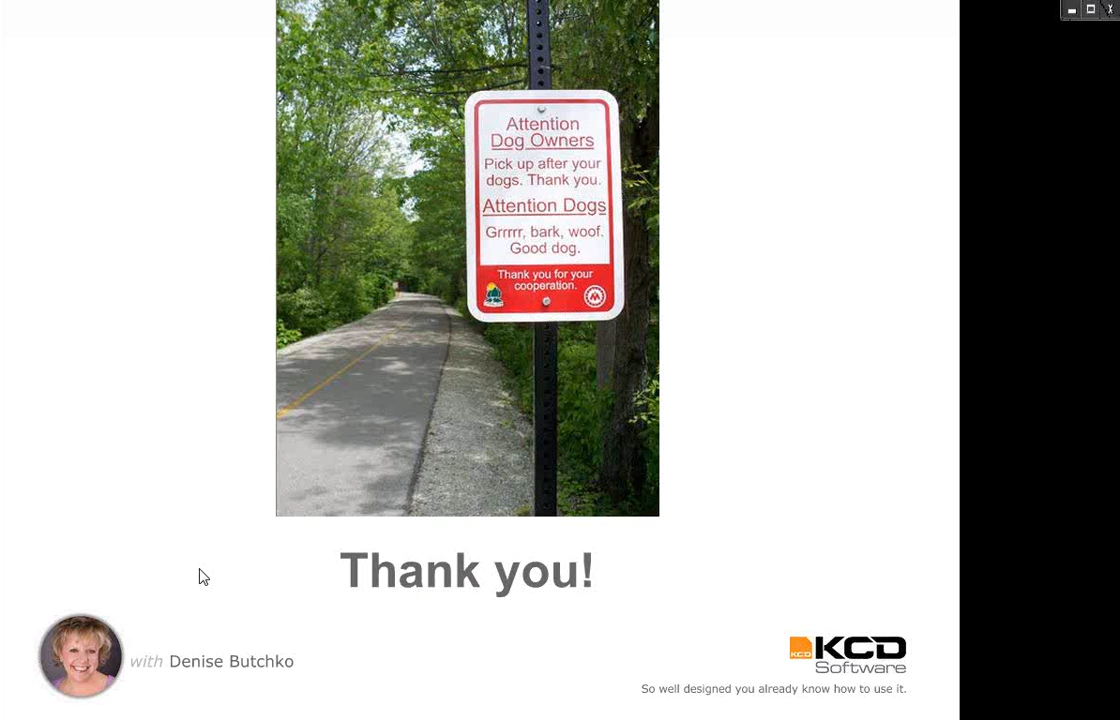 Attention
Dog Owners
Pick up after your
dogs. Thank you.
Attention Dogs
Grrrrr, bark, woof.
Good dog.
Thank you for your
cooperation.
Thank you!
with Denise Butchko
KCD
KCD
Software
So well designed you already know how to use it.